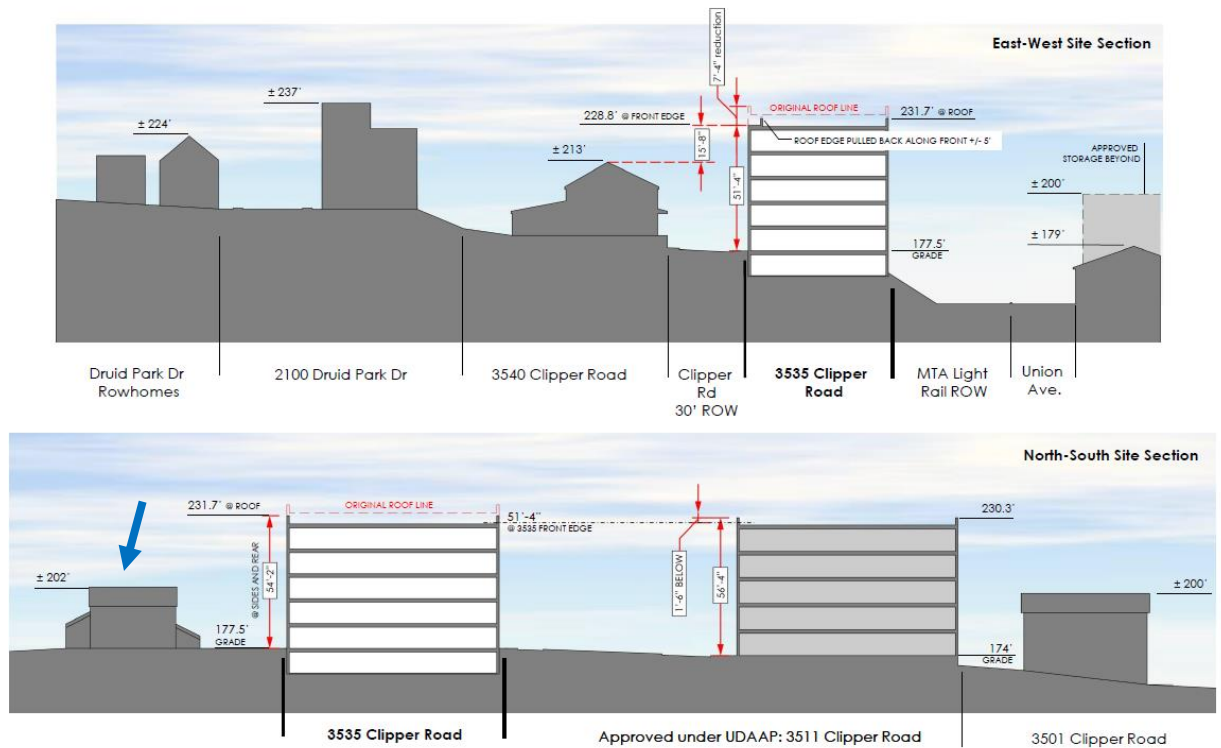 East-West Site Section
7'-4" reduction
± 237'
± 224'
228.8' @ FRONT EDGE
ORIGINAL ROOF LINE
231.7' @ ROOF
ROOF EDGE PULLED BACK ALONG FRONT +/- 5'
15'-8"
± 213'
51'-4"
APPROVED
STORAGE BEYOND
± 200'
± 179'
177.5'
GRADE
Druid Park Dr
Rowhomes
2100 Druid Park Dr
3540 Clipper Road
Clipper
Rd
30' ROW
3535 Clipper
Road
MTA Light
Rail ROW
Union
Ave.
North-South Site Section
231.7' @ ROOF
ORIGINAL ROOF LINE
51'-4"
@ 3535 FRONT EDGE
230.3'
@ SIDES AND REAR
54'-2"
1'-6" BELOW
56'-4"
± 202'
± 200'
177.5'
GRADE
174'
GRADE
3535 Clipper Road
Approved under UDAAP: 3511 Clipper Road
3501 Clipper Road